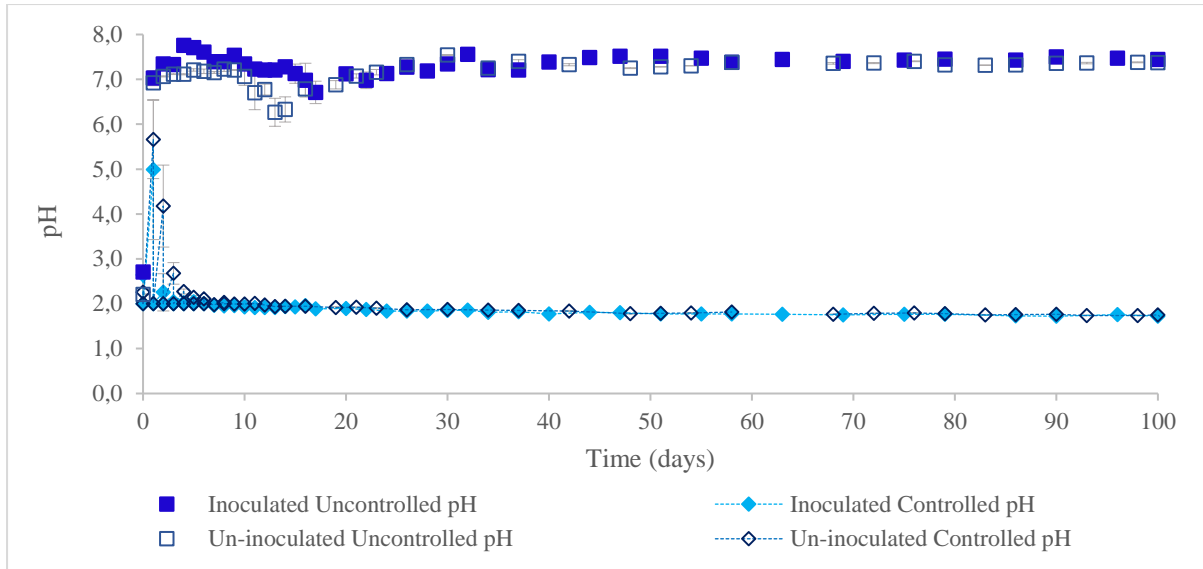 8,0
7,0
6,0
5,0
4,0
3,0
2,0
1,0
0,0
pH
0 10 20 30 40 50 60 70 80 90 100
Time (days)
Inoculated Uncontrolled pH Inoculated Controlled pH
Un-inoculated Uncontrolled pH Un-inoculated Controlled pH